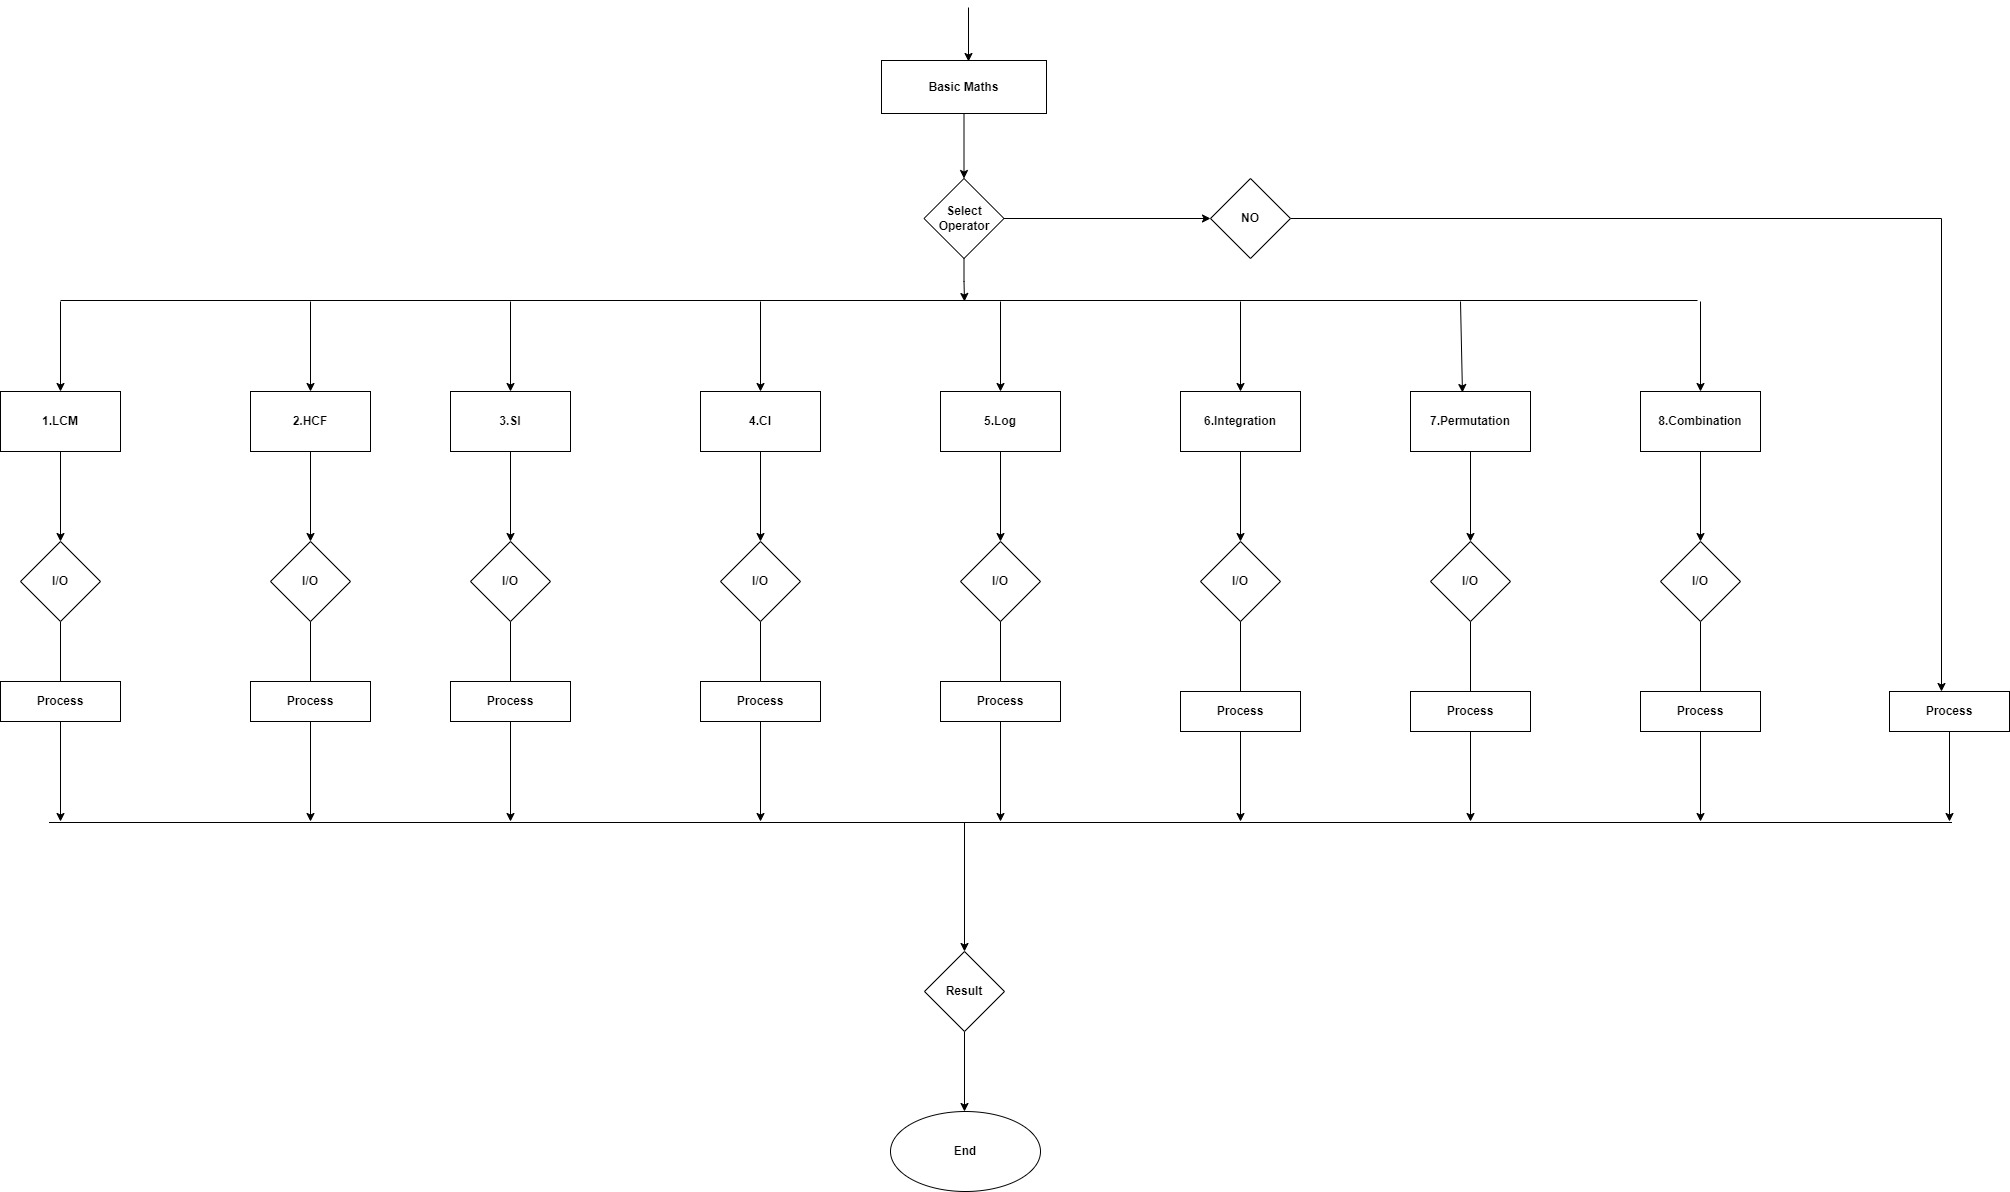 Basic Maths
Select
Operator
NO
1.LCM
2.HCF
3.SI
4.CI
5.Log
6.Integration
7.Permutation
8.Combination
I/O
I/O
I/O
I/O
I/O
I/O
I/O
I/O
Process
Process
Process
Process
Process
Process
Process
Process
Process
Result
End